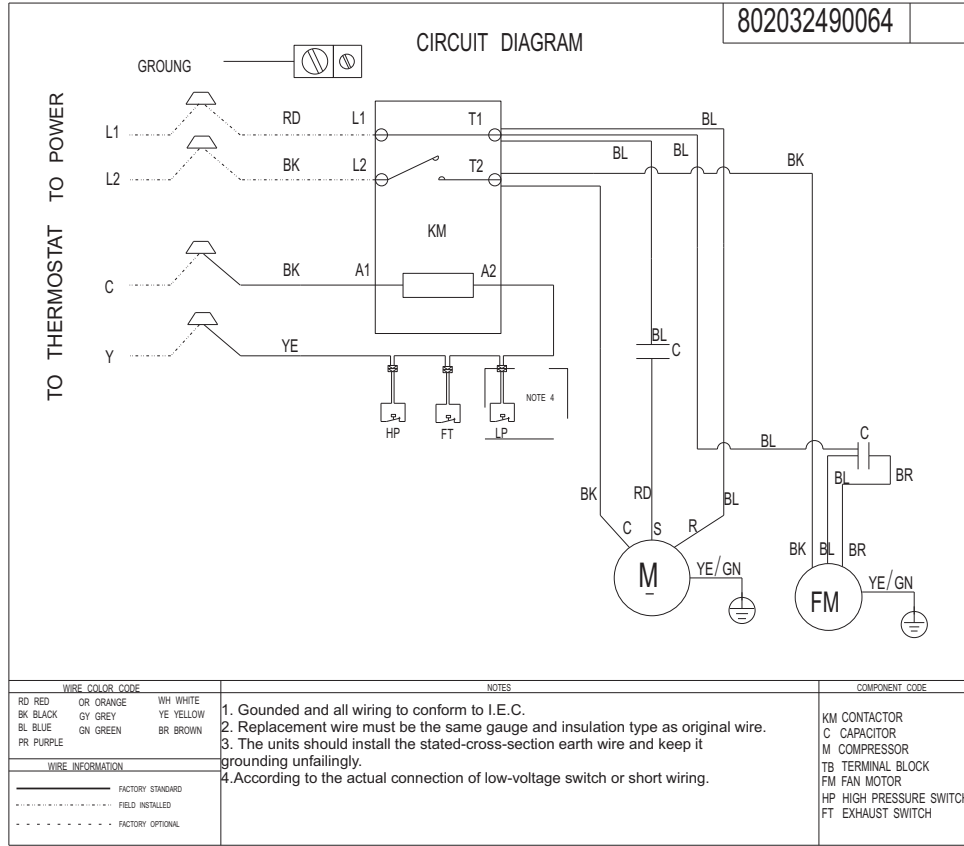 802032490064
CIRCUIT DIAGRAM
GROUNG
TO POWER
TO THERMOSTAT
L1
RD
L1
T1
BL
L2
BK
L2
T2
BL
BL
BK
KM
C
BK
A1
A2
Y
YE
BL
C
NOTE 4
HP
FT
LP
BL
C
BL
BR
BK
RD
BL
C
S
R
BK
BL
BR
M
YE/GN
FM
YE/GN
WIRE COLOR CODE
RD RED OR ORANGE WH WHITE
BK BLACK GY GREY YE YELLOW
BL BLUE GN GREEN BR BROWN
PR PURPLE
WIRE INFORMATION
FACTORY STANDARD
FIELD INSTALLED
FACTORY OPTIONAL
NOTES
1. Gounded and all wiring to conform to I.E.C.
2. Replacement wire must be the same gauge and insulation type as original wire.
3. The units should install the stated-cross-section earth wire and keep it
grounding unfailingly.
4.According to the actual connection of low-voltage switch or short wiring.
COMPONENT CODE
KM CONTACTOR
C CAPACITOR
M COMPRESSOR
TB TERMINAL BLOCK
FM FAN MOTOR
HP HIGH PRESSURE SWITCH
FT EXHAUST SWITCH